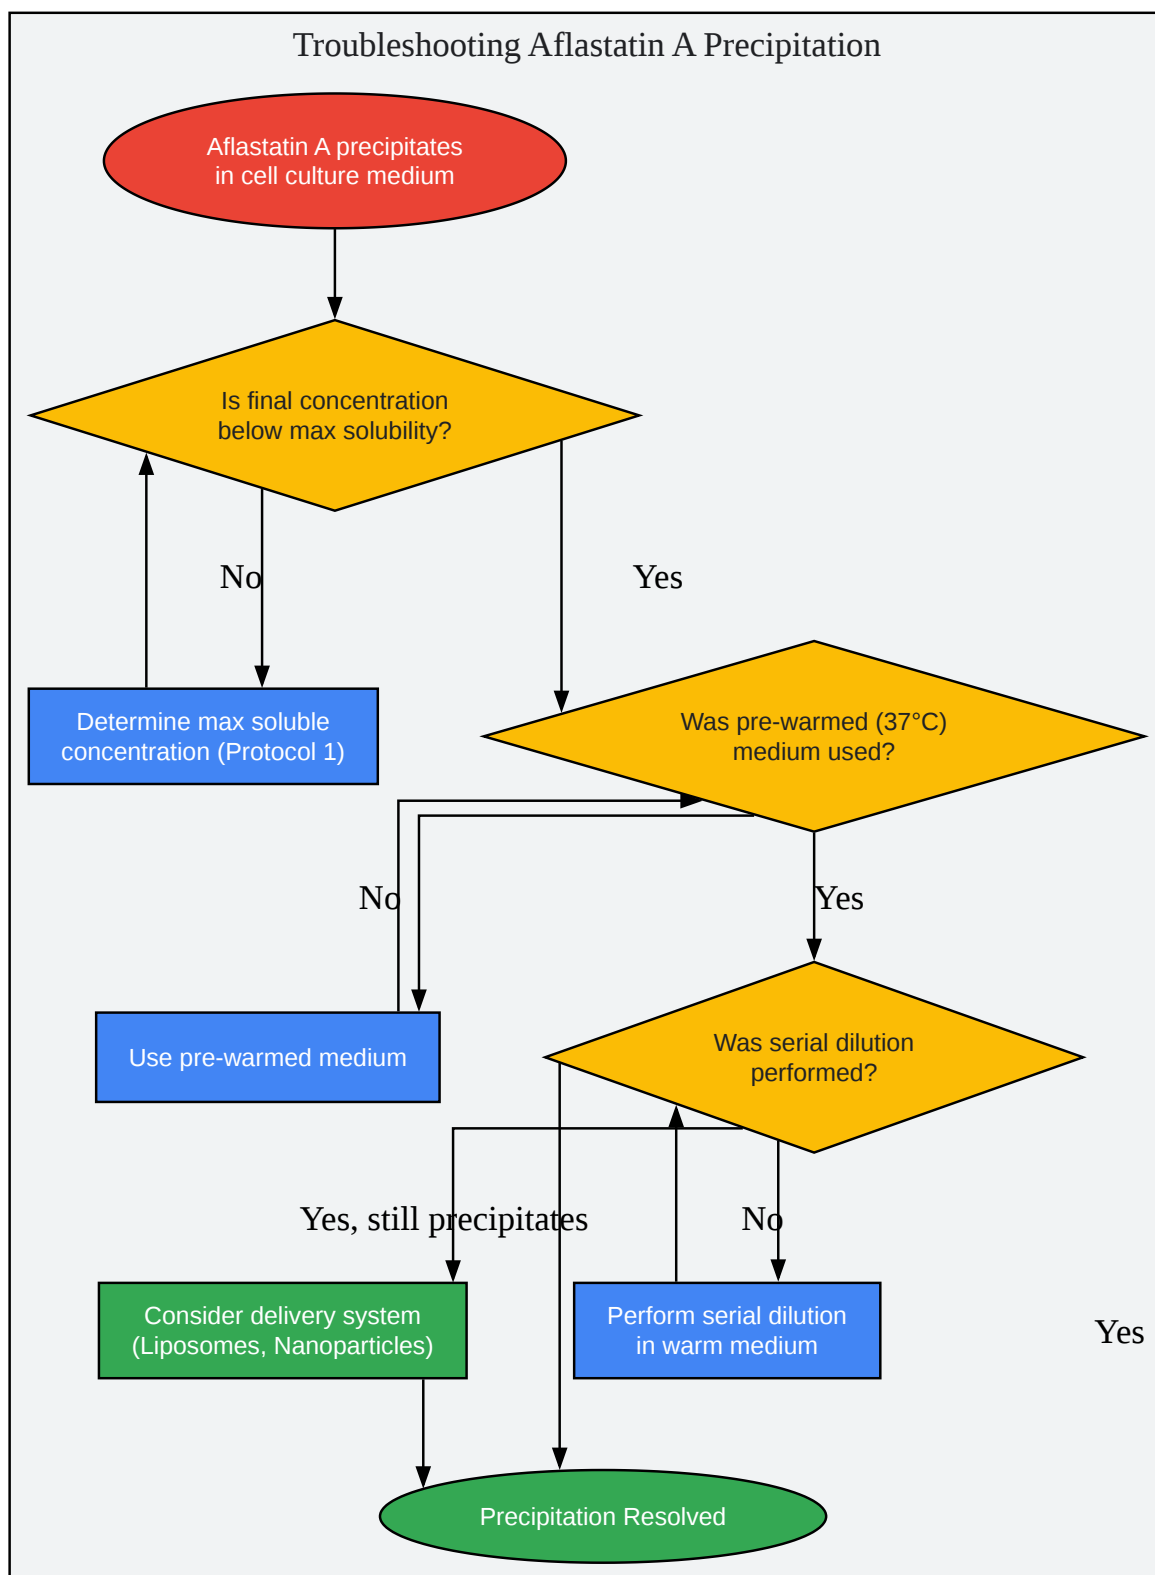 Troubleshooting Aflastatin A Precipitation
Aflastatin A precipitates
in cell culture medium
Is final concentration
below max solubility?
No
Yes
Determine max soluble
concentration (Protocol 1)
Was pre-warmed (37°C)
medium used?
No
Yes
Use pre-warmed medium
Was serial dilution
performed?
Yes, still precipitates
No
Consider delivery system
(Liposomes, Nanoparticles)
Perform serial dilution
in warm medium
Yes
Precipitation Resolved